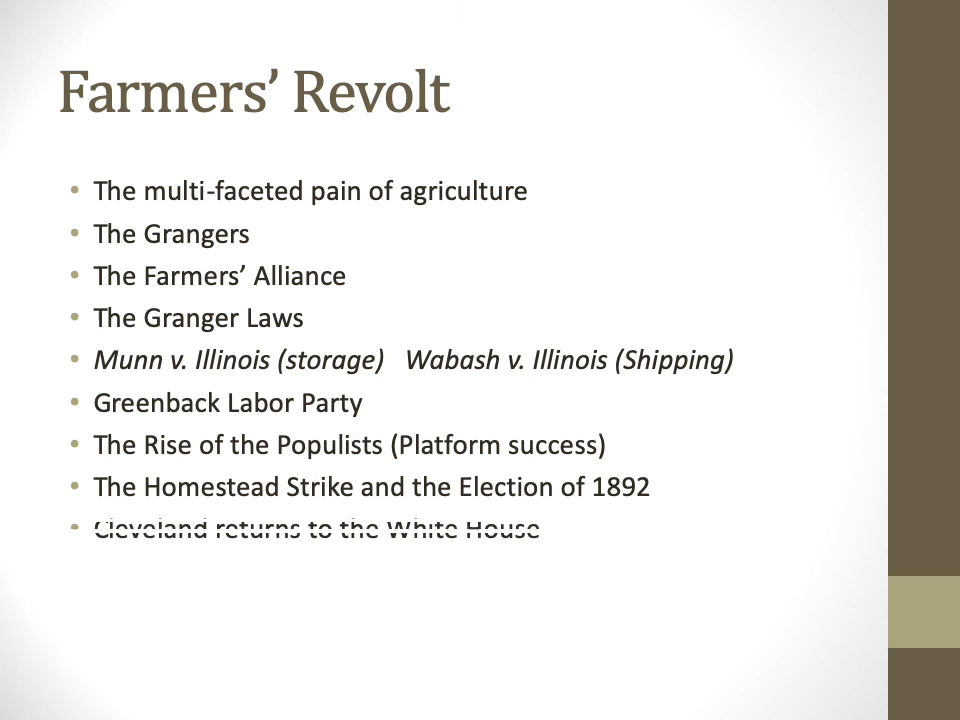 Farmers’ Revolt
• The multi-faceted pain of agriculture
• The Grangers
• The Farmers’ Alliance
• The Granger Laws
• Munn v. Illinois (storage)   Wabash v. Illinois (Shipping)
• Greenback Labor Party
• The Rise of the Populists (Platform success)
• The Homestead Strike and the Election of 1892
• Cleveland returns to the White House